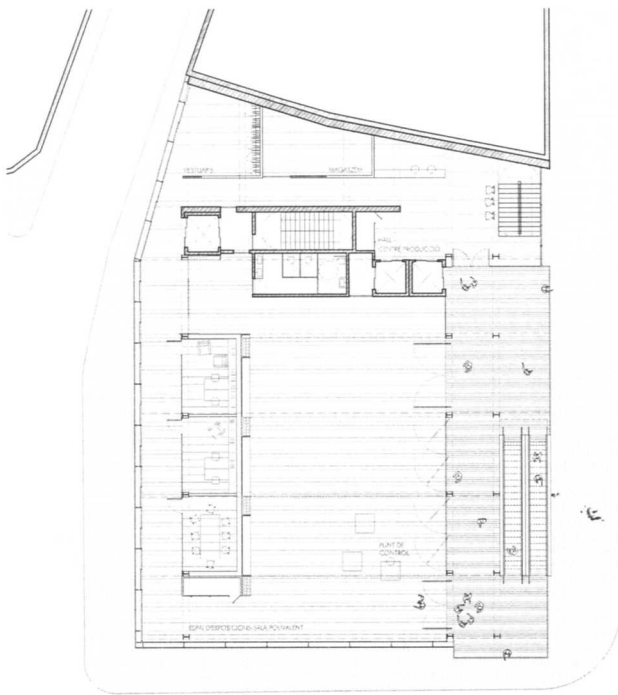 VESTUARIS
MAGATZEM
HALL
CENTRE PRODUCCIÓ
PUNT DE
CONTROL
ESPAI D'EXPOSICIONS/SALA POLIVALENT